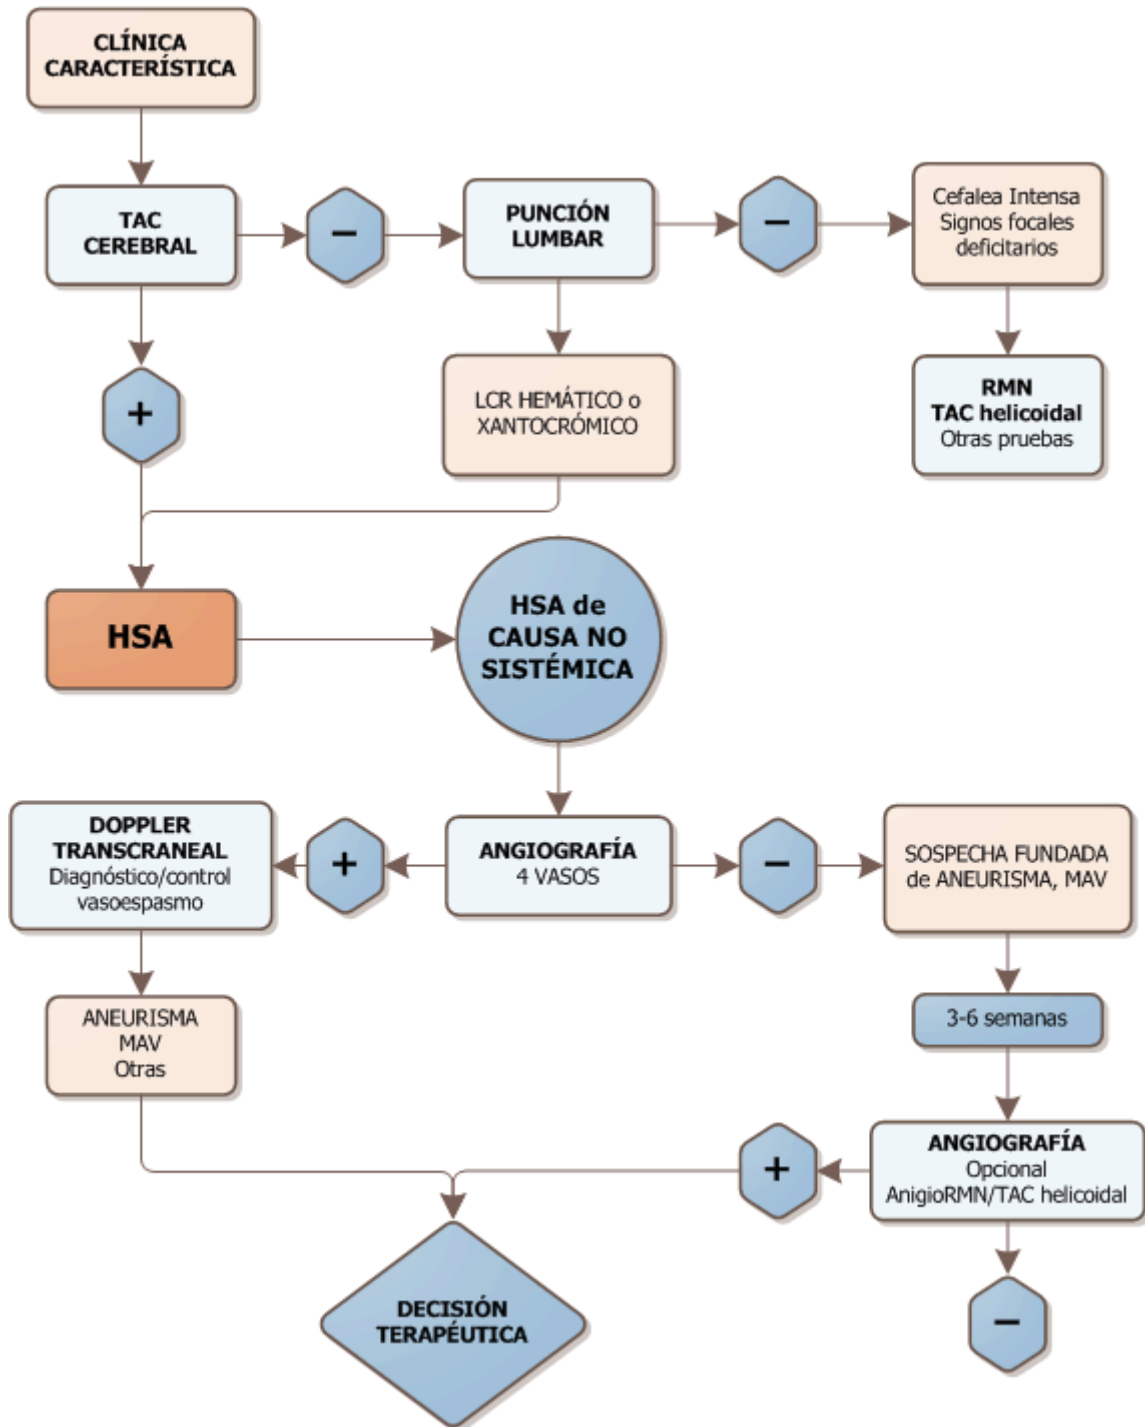 CLÍNICA
CARACTERÍSTICA
TAC
CEREBRAL
−
PUNCIÓN
LUMBAR
−
Cefalea Intensa
Signos focales
deficitarios
+
LCR HEMÁTICO o
XANTOCRÓMICO
RMN
TAC helicoidal
Otras pruebas
HSA
HSA de
CAUSA NO
SISTÉMICA
DOPPLER
TRANSCRANEAL
Diagnóstico/control
vasoespasmo
+
ANGIOGRAFÍA
4 VASOS
−
SOSPECHA FUNDADA
de ANEURISMA, MAV
ANEURISMA
MAV
Otras
3-6 semanas
+
ANGIOGRAFÍA
Opcional
AnigioRMN/TAC helicoidal
DECISIÓN
TERAPÉUTICA
−